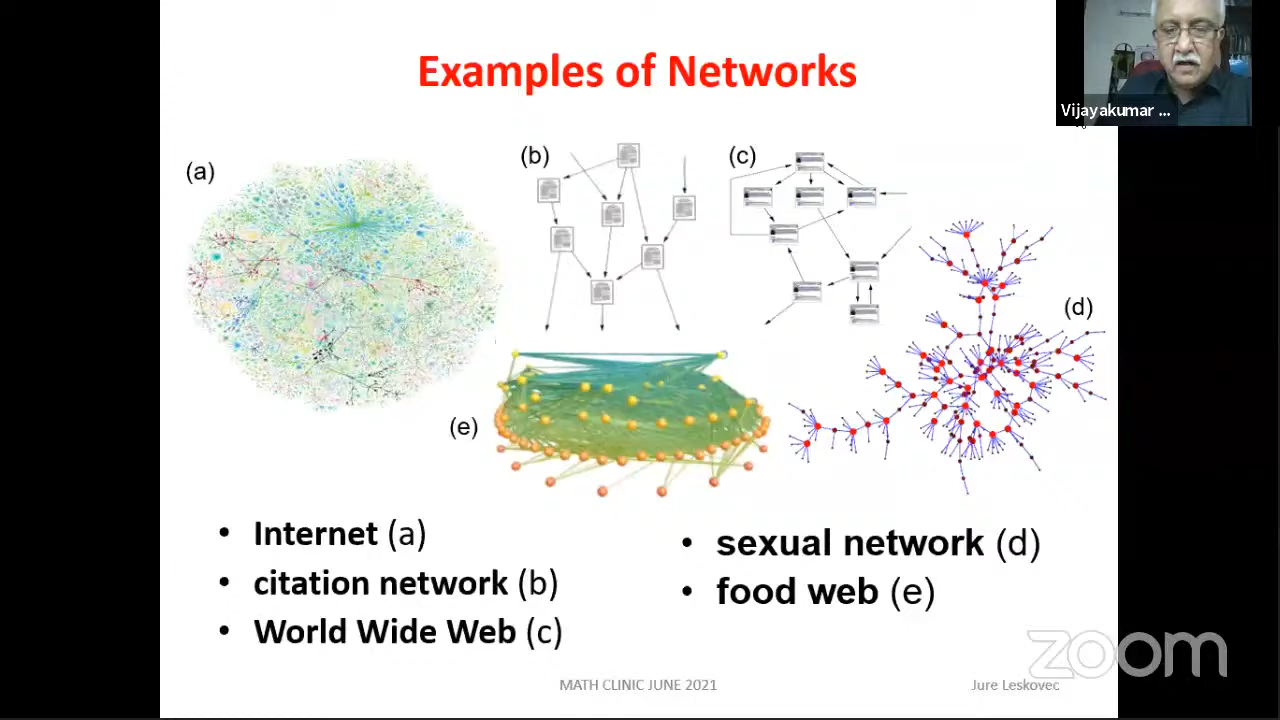 Examples of Networks
Vijayakumar ...
(a)
(b)
(c)
(d)
(e)
• Internet (a)
• citation network (b)
• World Wide Web (c)
• sexual network (d)
• food web (e)
zoom
MATH CLINIC JUNE 2021
Jure Leskovec